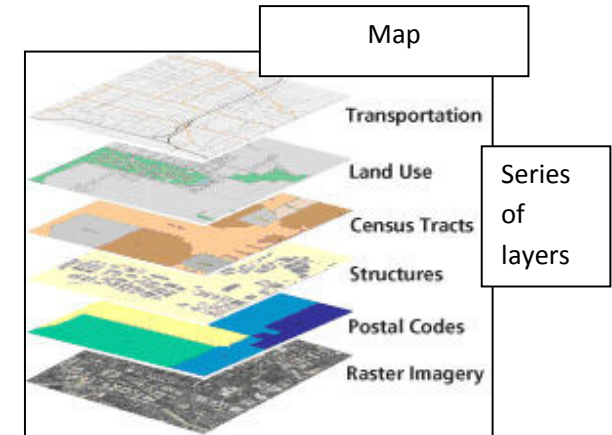 Map
Transportation
Land Use
Census Tracts
Structures
Postal Codes
Raster Imagery
Series
of
layers